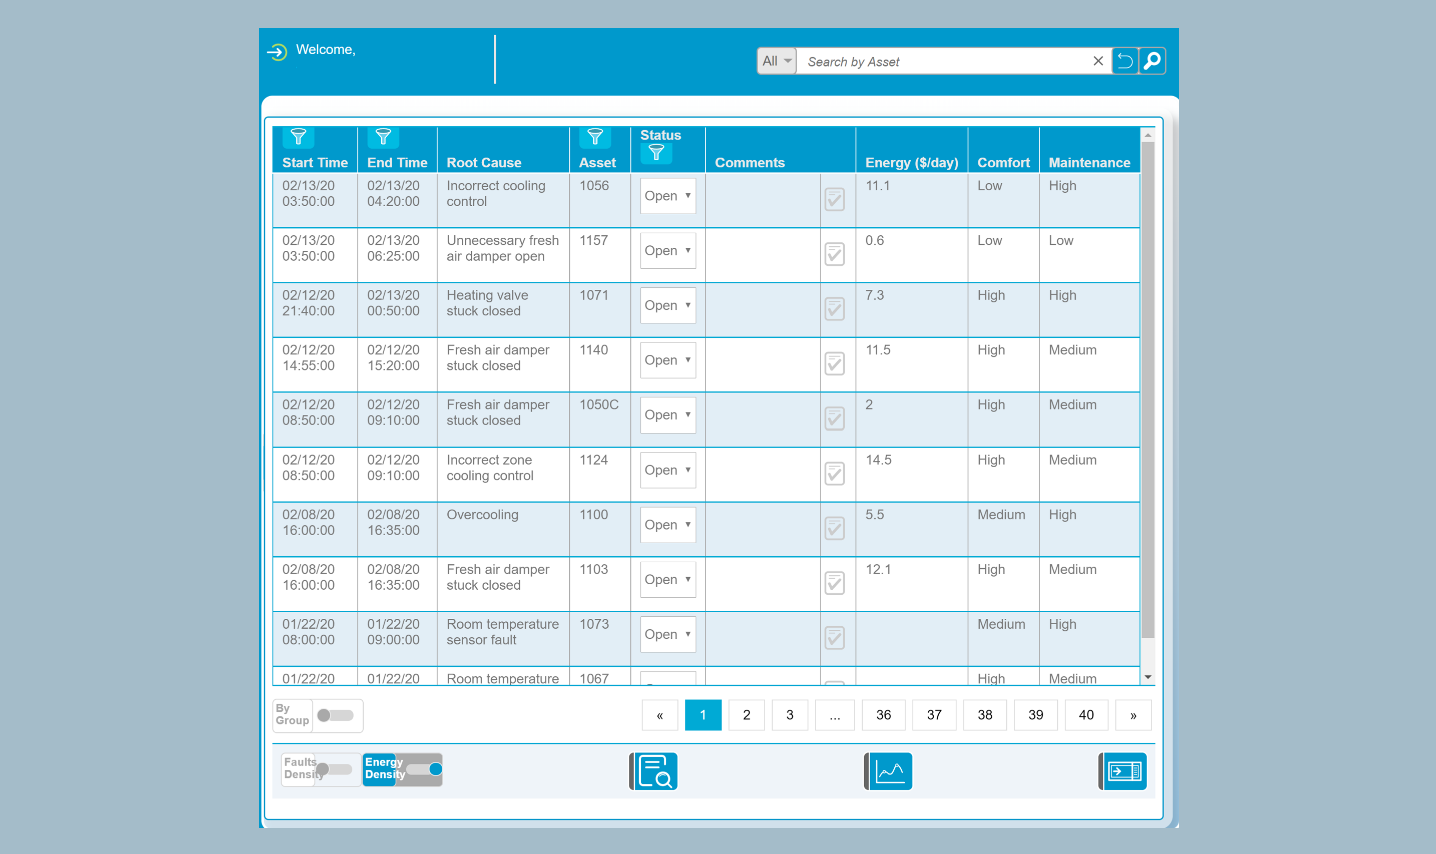 Welcome,
All Search by Asset
Start Time End Time Root Cause Asset Status Comments Energy ($/day) Comfort Maintenance
02/13/20 02/13/20 Incorrect cooling 1056 Open 11.1 Low High
03:50:00 04:20:00 control
02/13/20 02/13/20 Unnecessary fresh 1157 Open 0.6 Low Low
03:50:00 06:25:00 air damper open
02/12/20 02/13/20 Heating valve 1071 Open 7.3 High High
21:40:00 00:50:00 stuck closed
02/12/20 02/12/20 Fresh air damper 1140 Open 11.5 High Medium
14:55:00 15:20:00 stuck closed
02/12/20 02/12/20 Fresh air damper 1050C Open 2 High Medium
08:50:00 09:10:00 stuck closed
02/12/20 02/12/20 Incorrect zone 1124 Open 14.5 High Medium
08:50:00 09:10:00 cooling control
02/08/20 02/08/20 Overcooling 1100 Open 5.5 Medium High
16:00:00 16:35:00
02/08/20 02/08/20 Fresh air damper 1103 Open 12.1 High Medium
16:00:00 16:35:00 stuck closed
01/22/20 01/22/20 Room temperature 1073 Open Medium High
08:00:00 09:00:00 sensor fault
01/22/20 01/22/20 Room temperature 1067 High Medium
By
Group
« 1 2 3 ... 36 37 38 39 40 »
Faults
Density
Energy
Density